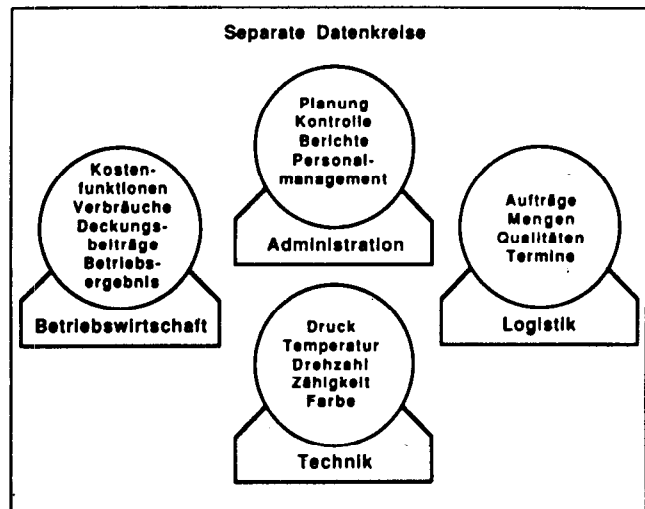 Separate Datenkreise
Planung
Kontrolle
Berichte
Personal-
management
Administration
Kosten-
funktionen
Verbräuche
Deckungs-
beiträge
Betriebs-
ergebnis
Betriebswirtschaft
Aufträge
Mengen
Qualitäten
Termine
Logistik
Druck
Temperatur
Drehzahl
Zähigkeit
Farbe
Technik